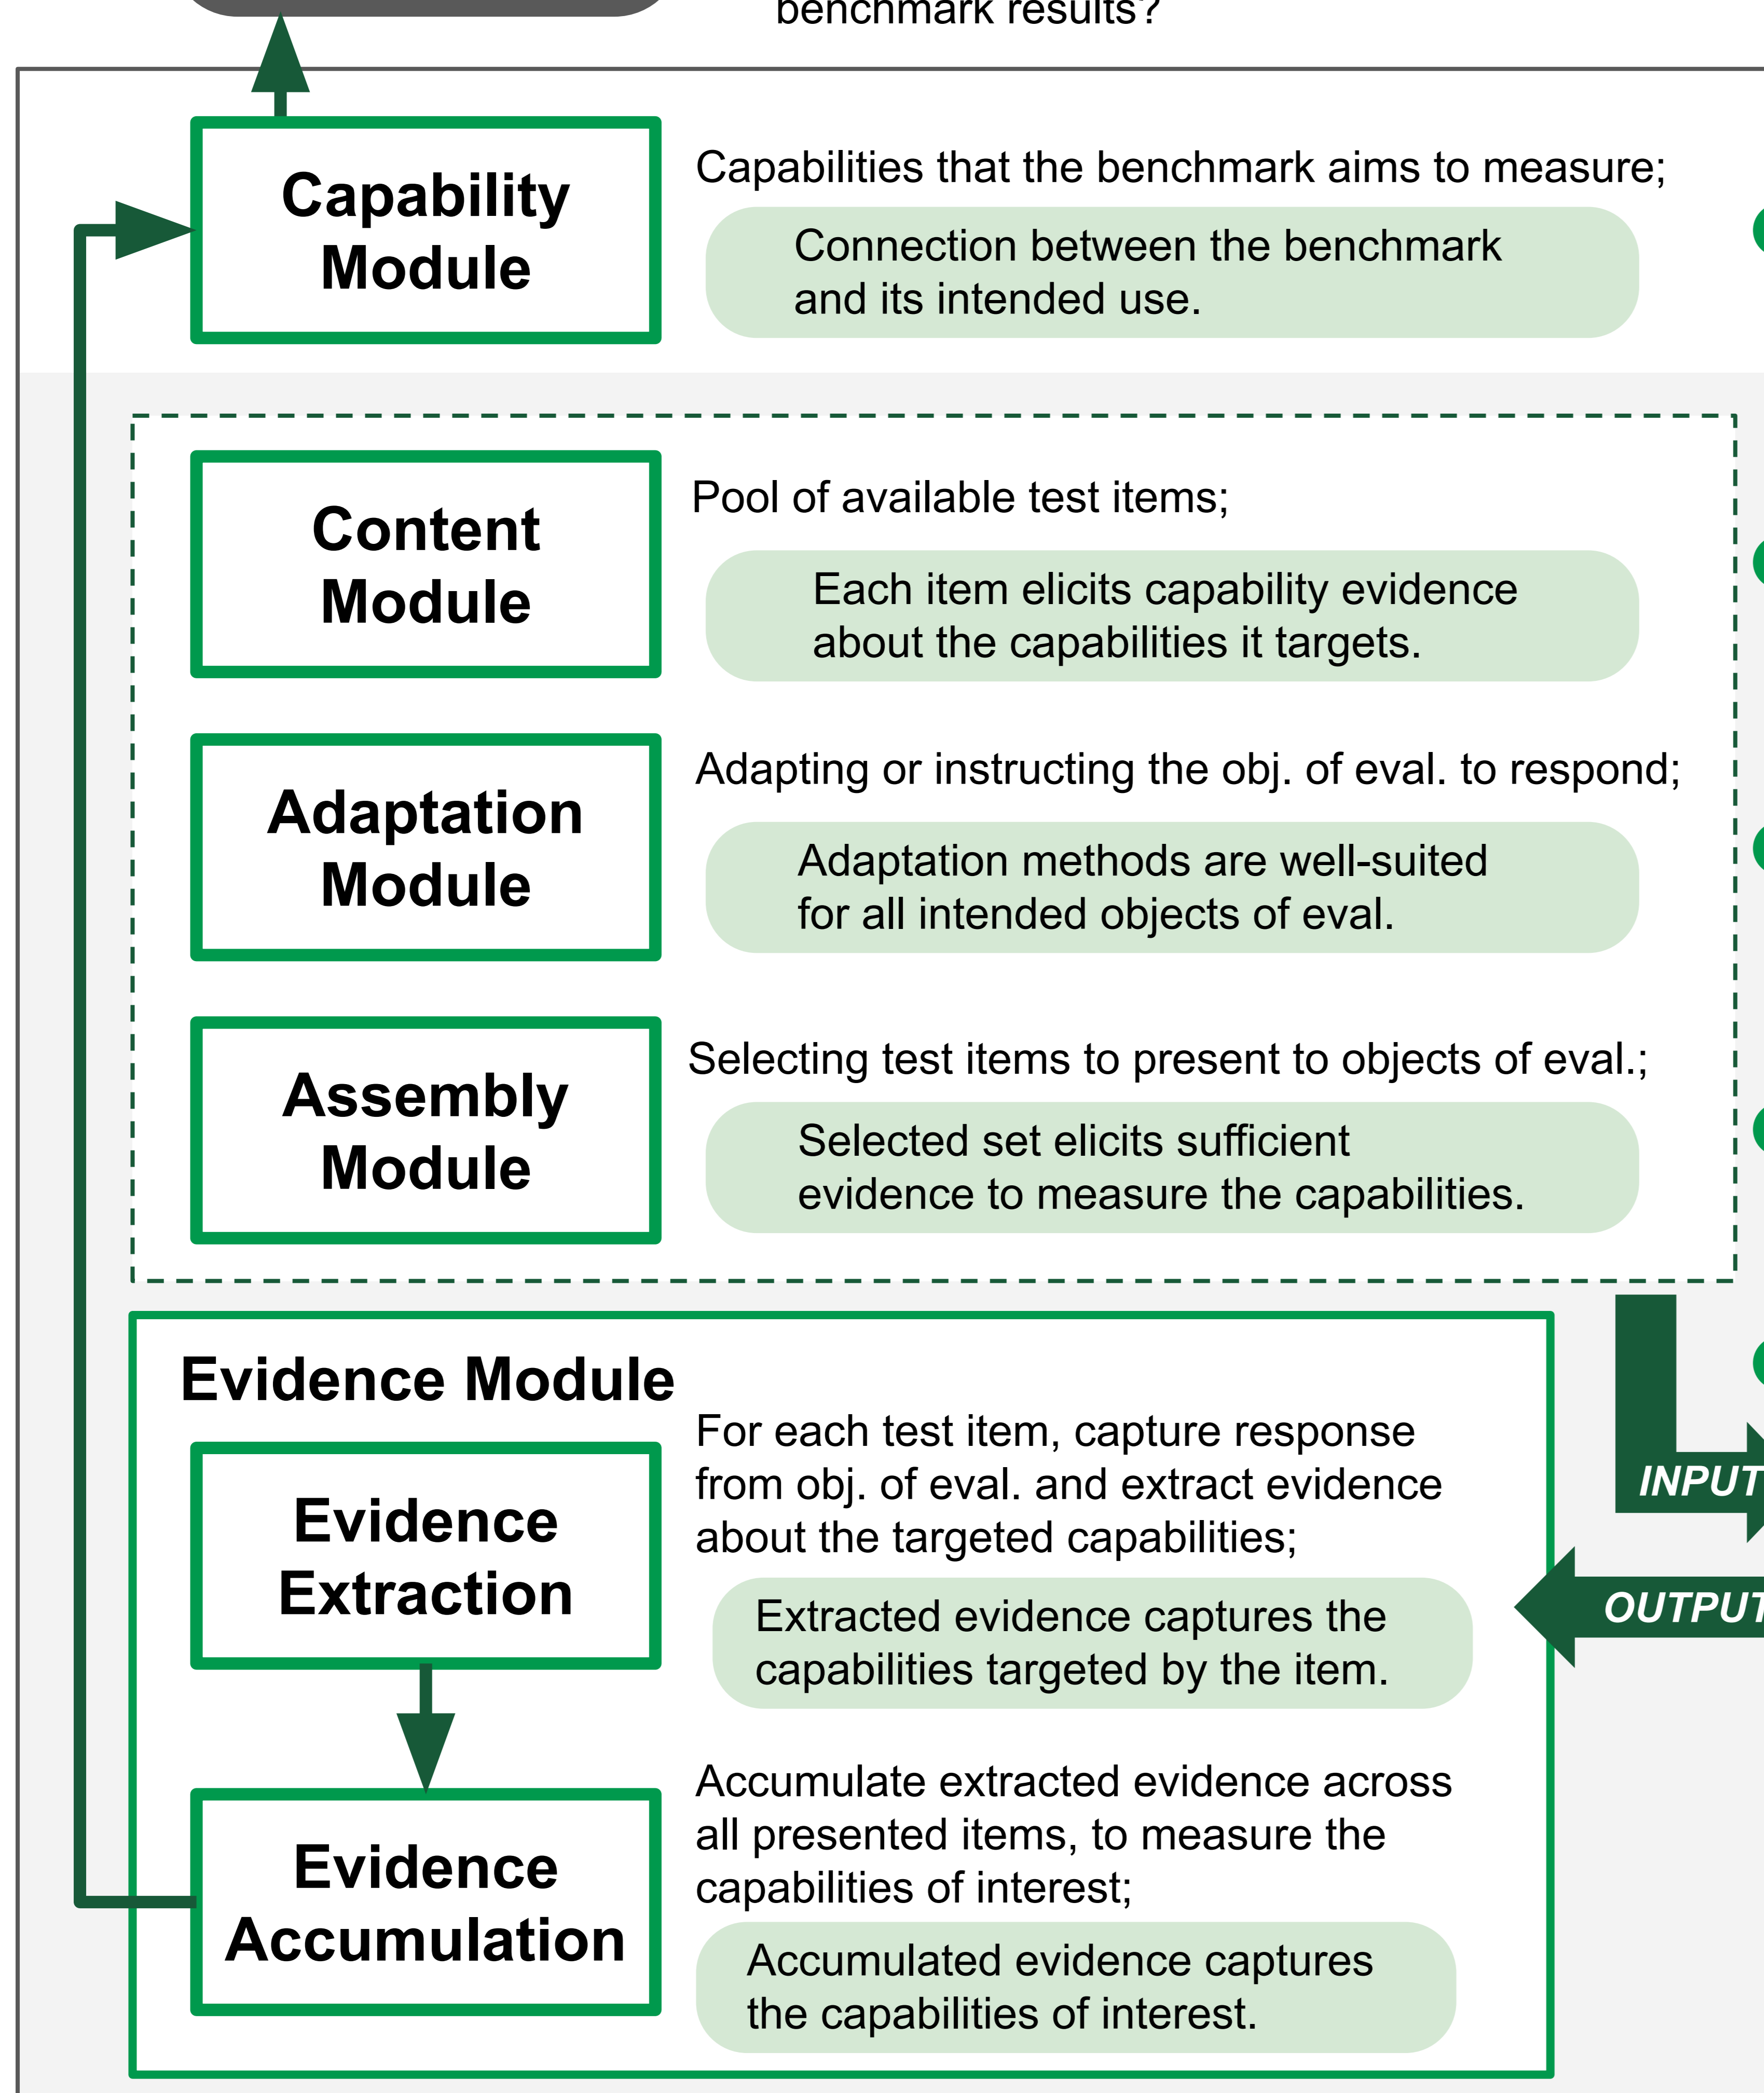 benchmark results?
Capability
Module
Capabilities that the benchmark aims to measure;
Connection between the benchmark
and its intended use.
Content
Module
Pool of available test items;
Each item elicits capability evidence
about the capabilities it targets.
Adaptation
Module
Adapting or instructing the obj. of eval. to respond;
Adaptation methods are well-suited
for all intended objects of eval.
Assembly
Module
Selecting test items to present to objects of eval.;
Selected set elicits sufficient
evidence to measure the capabilities.
Evidence Module
Evidence
Extraction
For each test item, capture response
from obj. of eval. and extract evidence
about the targeted capabilities;
Extracted evidence captures the
capabilities targeted by the item.
INPUT
OUTPUT
Evidence
Accumulation
Accumulate extracted evidence across
all presented items, to measure the
capabilities of interest;
Accumulated evidence captures
the capabilities of interest.